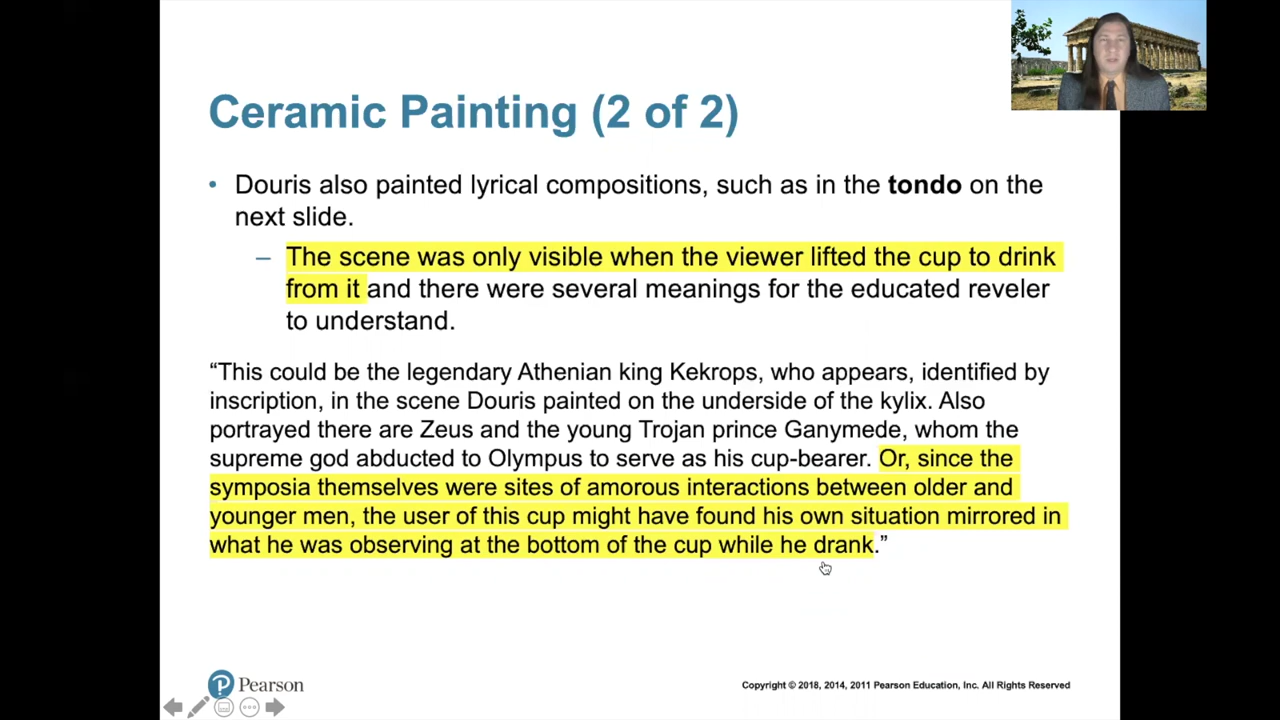 Ceramic Painting (2 of 2)
• Douris also painted lyrical compositions, such as in the tondo on the
next slide.
– The scene was only visible when the viewer lifted the cup to drink
from it and there were several meanings for the educated reveler
to understand.
“This could be the legendary Athenian king Kekrops, who appears, identified by
inscription, in the scene Douris painted on the underside of the kylix. Also
portrayed there are Zeus and the young Trojan prince Ganymede, whom the
supreme god abducted to Olympus to serve as his cup-bearer. Or, since the
symposia themselves were sites of amorous interactions between older and
younger men, the user of this cup might have found his own situation mirrored in
what he was observing at the bottom of the cup while he drank.”
Pearson
Copyright © 2018, 2014, 2011 Pearson Education, Inc. All Rights Reserved